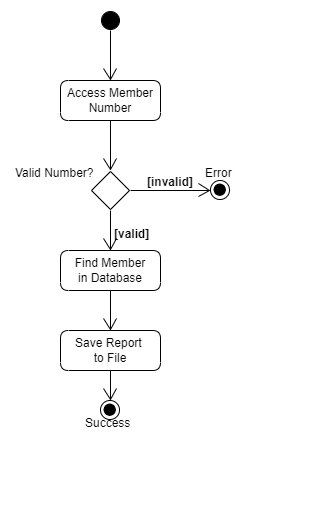 Access Member
Number
Valid Number?
[invalid]
Error
[valid]
Find Member
in Database
Save Report
to File
Success